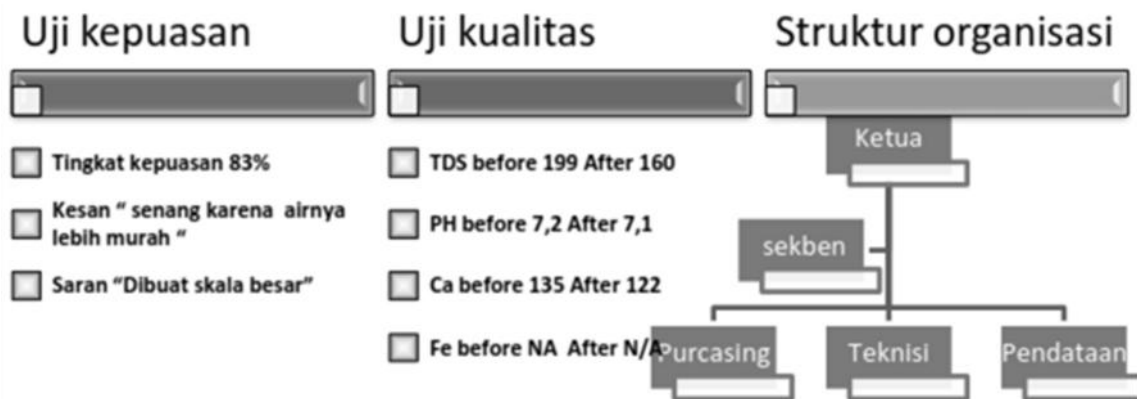 Uji kepuasan
Tingkat kepuasan 83%
Kesan “ senang karena airnya
lebih murah “
Saran “Dibuat skala besar”
Uji kualitas
TDS before 199 After 160
PH before 7,2 After 7,1
Ca before 135 After 122
Fe before NA After N/A
Struktur organisasi
Ketua
sekben
Purcasing
Teknisi
Pendataan